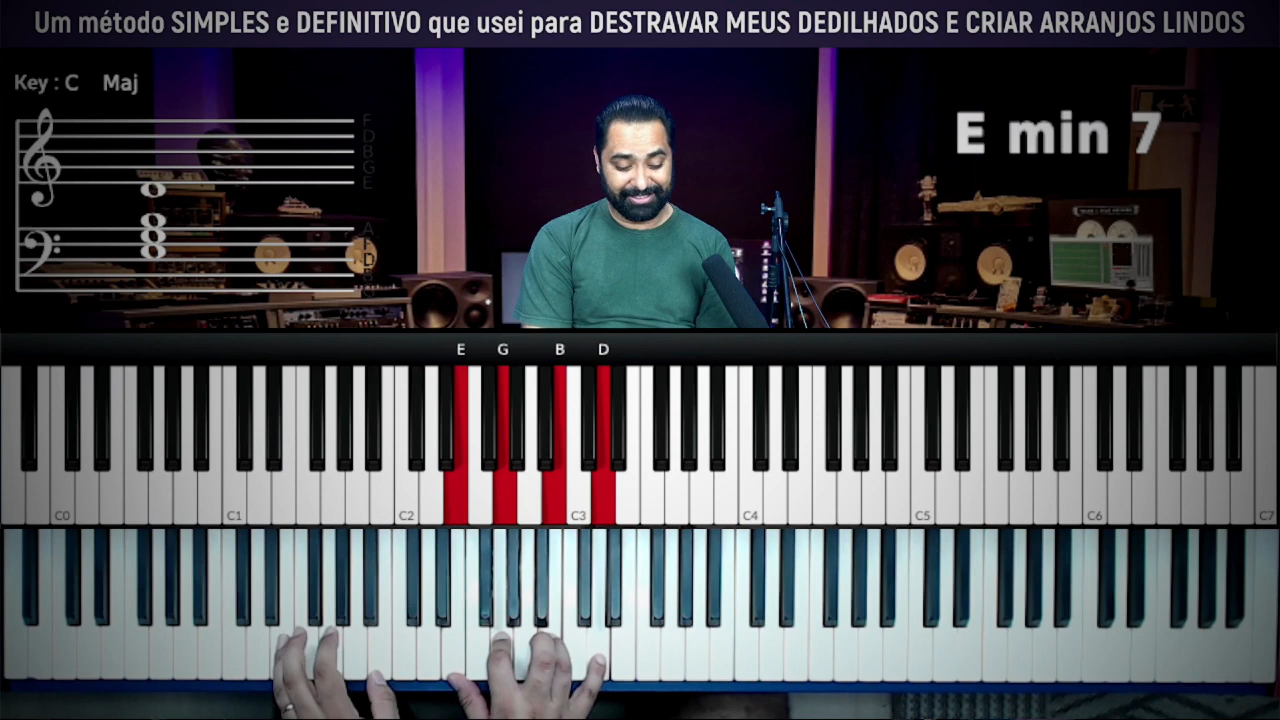 Um método SIMPLES e DEFINITIVO que usei para DESTRAVAR MEUS DEDILHADOS E CRIAR ARRANJOS LINDOS
Key : C Maj
E min 7
F
D
B
G
E
A
F
D
E G B D
C0 C1 C2 C3 C4 C5 C6 C7